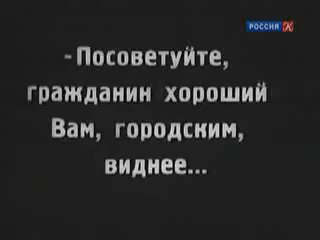 РОССИЯ К
-Посоветуйте,
гражданин хороший
Вам, городским,
виднее...